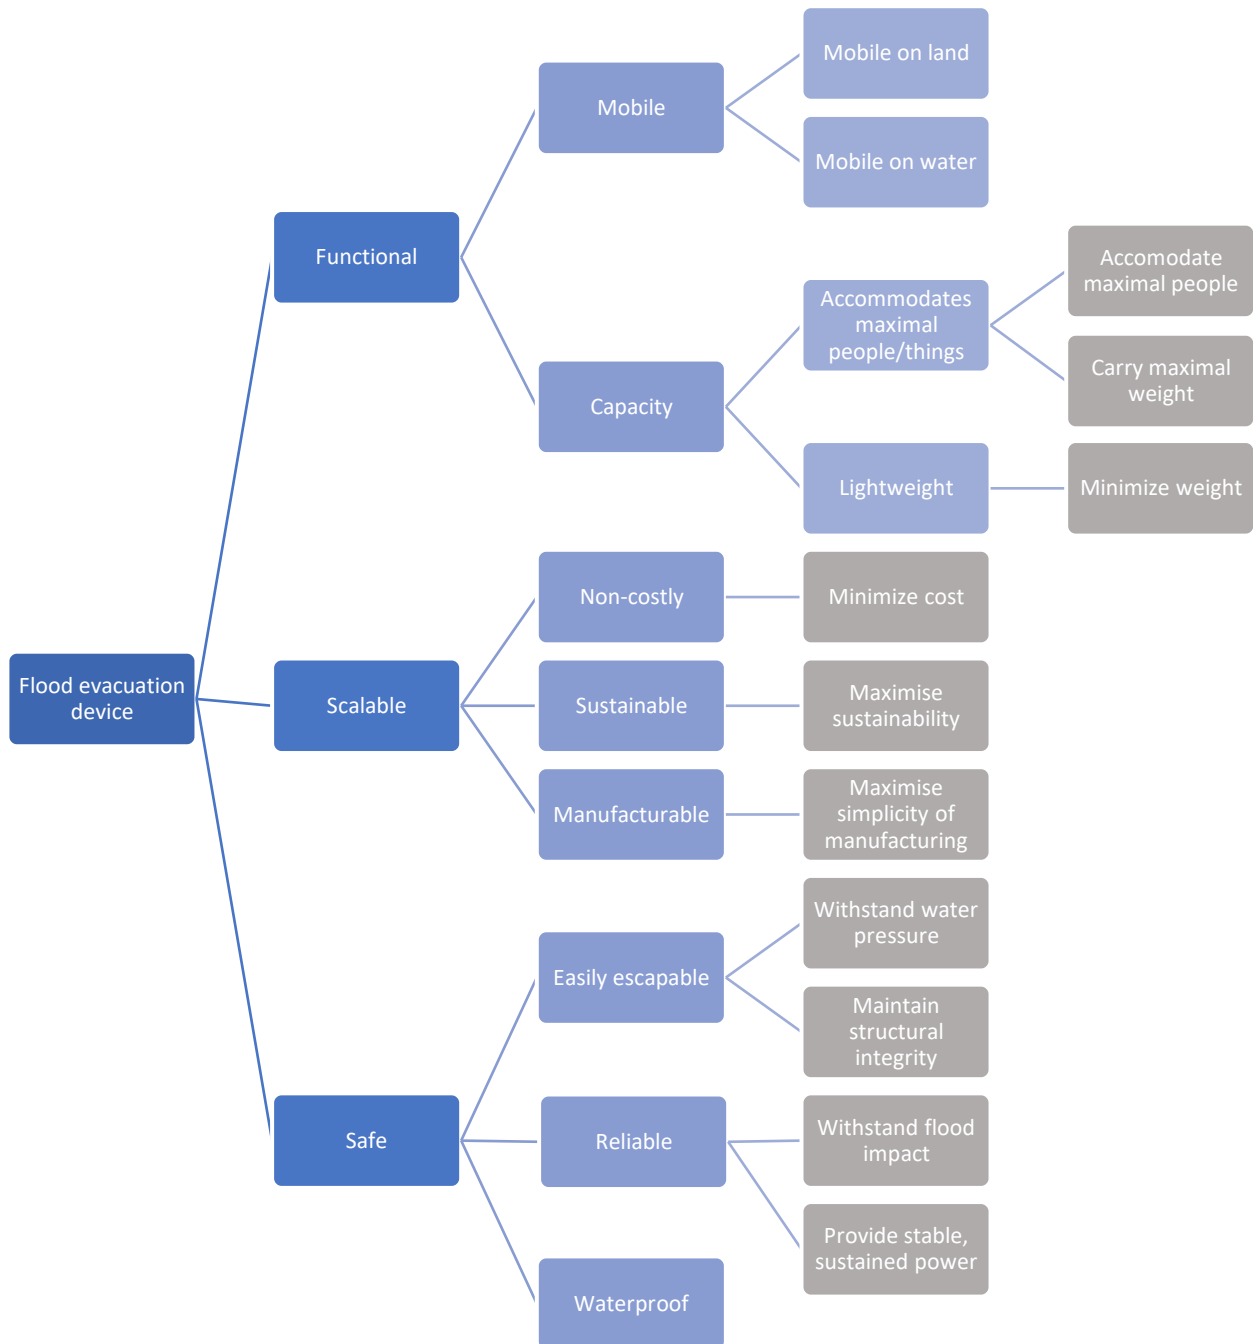 Mobile on land
Mobile
Mobile on water
Functional
Accomodate
maximal people
Accommodates
maximal
people/things
Carry maximal
weight
Capacity
Lightweight
Minimize weight
Non-costly
Minimize cost
Flood evacuation
device
Scalable
Sustainable
Maximise
sustainability
Manufacturable
Maximise
simplicity of
manufacturing
Withstand water
pressure
Easily escapable
Maintain
structural
integrity
Safe
Reliable
Withstand flood
impact
Provide stable,
sustained power
Waterproof